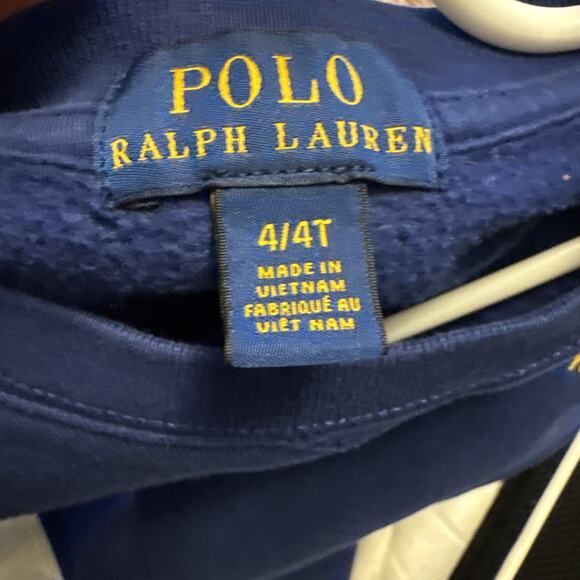 POLO
RALPH LAUREN
4/4T
MADE IN
VIETNAM
FABRIQUÉ AU
VIÊT NAM